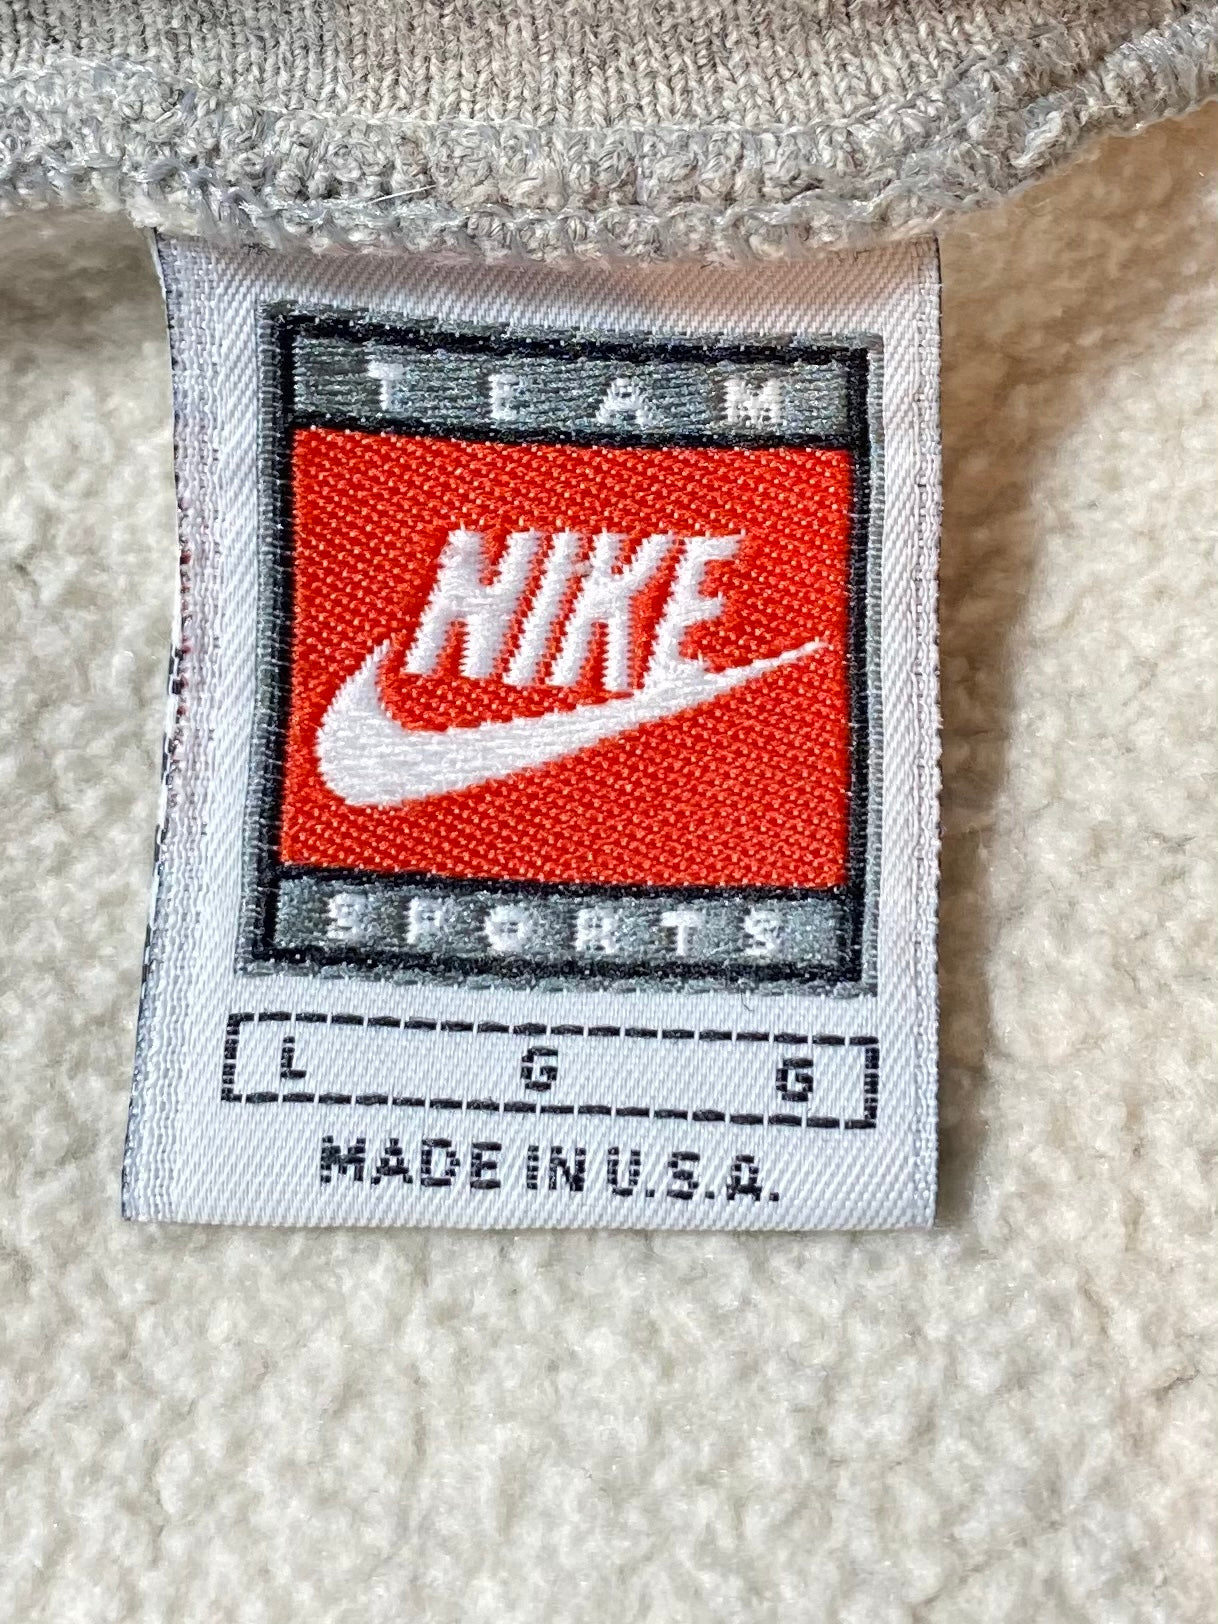 TEAM
NIKE
SPORTS
L G G
MADE IN U.S.A.